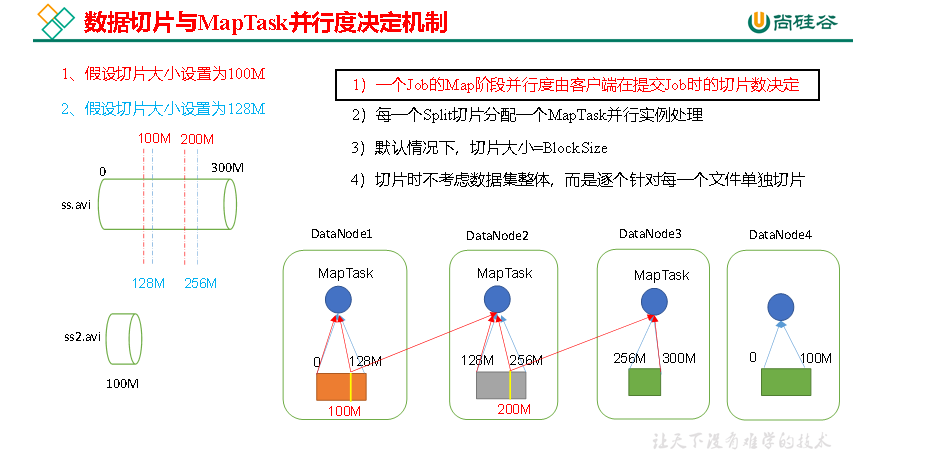 数据切片与MapTask并行度决定机制
尚硅谷
1、假设切片大小设置为100M
2、假设切片大小设置为128M
1）一个Job的Map阶段并行度由客户端在提交Job时的切片数决定
2）每一个Split切片分配一个MapTask并行实例处理
3）默认情况下，切片大小=BlockSize
4）切片时不考虑数据集整体，而是逐个针对每一个文件单独切片
100M 200M
0 300M
ss.avi
128M 256M
ss2.avi
100M
DataNode1 DataNode2 DataNode3 DataNode4
MapTask MapTask MapTask
0 128M 128M 256M 256M 300M 0 100M
100M 200M
让天下没有难学的技术